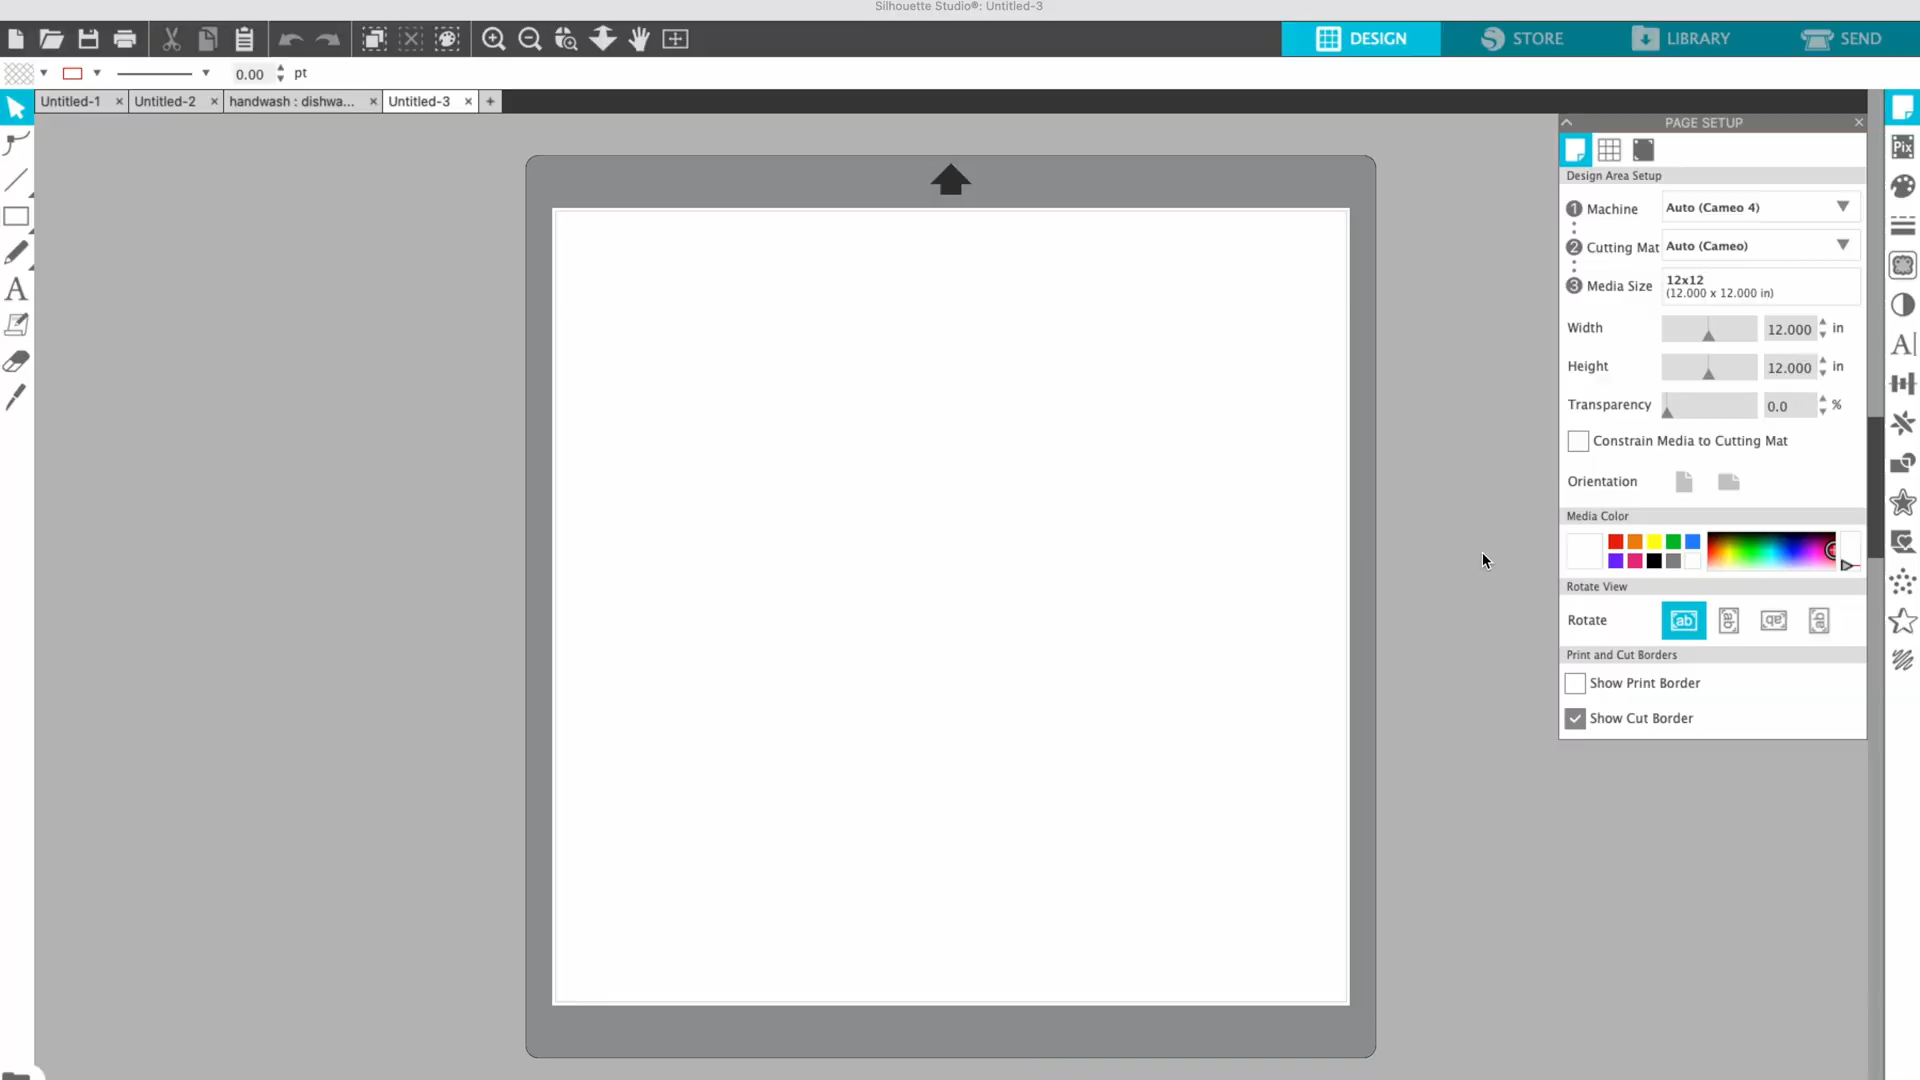 Silhouette Studio®: Untitled-3
DESIGN
STORE
LIBRARY
SEND
0.00
pt
Untitled-1
Untitled-2
handwash : dishwa...
Untitled-3
PAGE SETUP
Pix
Design Area Setup
1 Machine Auto (Cameo 4)
2 Cutting Mat Auto (Cameo)
3 Media Size 12x12
(12.000 x 12.000 in)
Width 12.000 in
Height 12.000 in
Transparency 0.0 %
Constrain Media to Cutting Mat
Orientation
Media Color
Rotate View
Rotate ab ab ab ab
Print and Cut Borders
Show Print Border
Show Cut Border
A
A